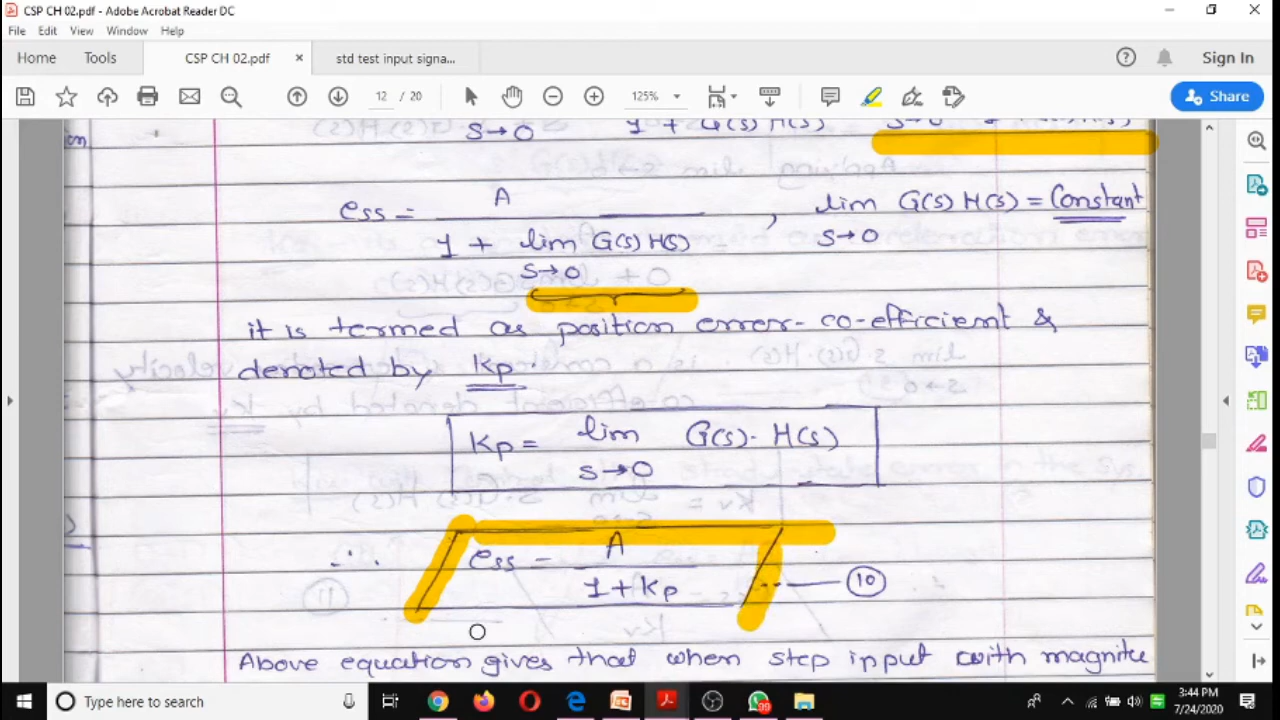 CSP CH 02.pdf - Adobe Acrobat Reader DC
File Edit View Window Help
Home Tools CSP CH 02.pdf × std test input signa... ? Sign In
12 / 20 125% Share
S→0 1 + G(s) H(s) S→0
ess = A / 1 + lim S→0 G(s) H(s) , lim S→0 G(s) H(s) = Constant
it is termed as position error co-efficient &
denoted by Kp.
Kp = lim S→0 G(s). H(s)
∴ ess = A / 1 + Kp --- 10
Above equation gives that when step input with magnitu
Type here to search
3:44 PM
7/24/2020